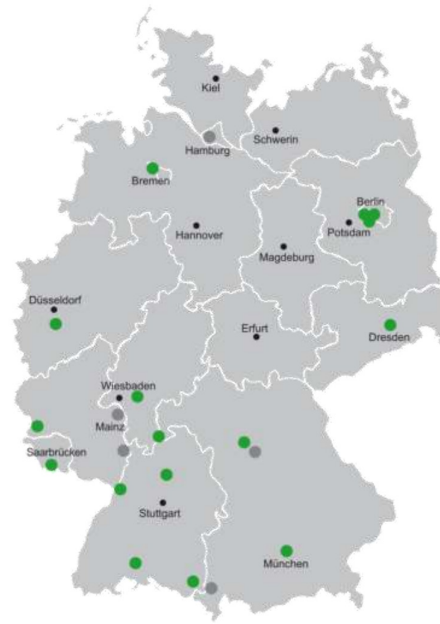 Kiel
Schwerin
Hamburg
Bremen
Berlin
Potsdam
Hannover
Magdeburg
Düsseldorf
Erfurt
Dresden
Wiesbaden
Mainz
Saarbrücken
Stuttgart
München